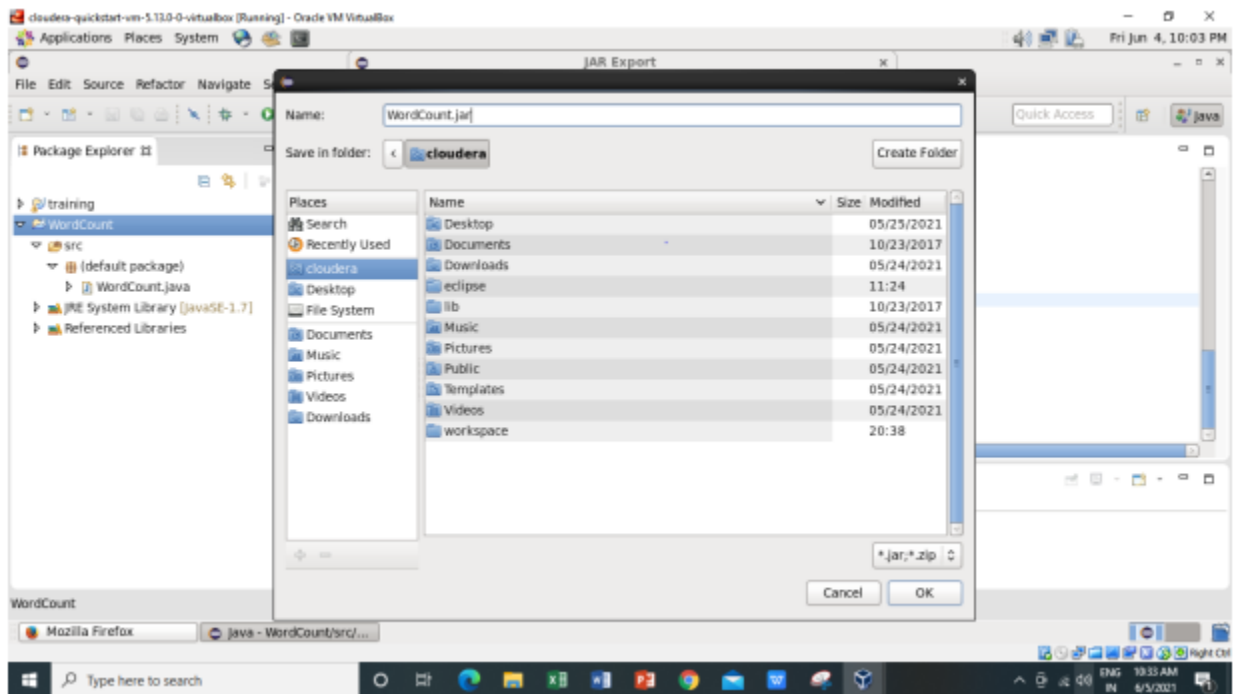 cloudera-quickstart-vm-5.13.0-0-virtualbox [Running] - Oracle VM VirtualBox
Applications Places System
Fri Jun 4, 10:03 PM
JAR Export
File Edit Source Refactor Navigate
Name: WordCount.jar
Quick Access
Java
Package Explorer
Save in folder: cloudera Create Folder
training
WordCount
src
(default package)
WordCount.java
JRE System Library [JavaSE-1.7]
Referenced Libraries
Places
Search
Recently Used
cloudera
Desktop
File System
Documents
Music
Pictures
Videos
Downloads
Name Size Modified
Desktop 05/25/2021
Documents 10/23/2017
Downloads 05/24/2021
eclipse 11:24
lib 10/23/2017
Music 05/24/2021
Pictures 05/24/2021
Public 05/24/2021
Templates 05/24/2021
Videos 05/24/2021
workspace 20:38
*.jar;*.zip
Cancel OK
WordCount
Mozilla Firefox
Java - WordCount/src/...
Right Ctrl
Type here to search
ENG
IN
10:33 AM
6/5/2021